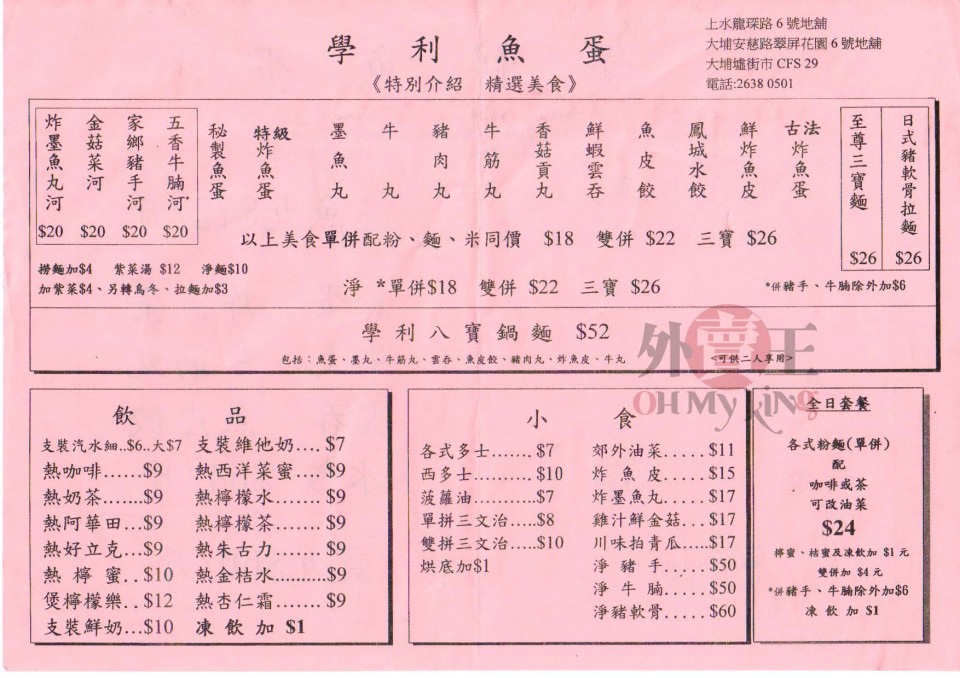 學利魚蛋
《特別介紹 精選美食》
上水龍琛路6號地舖
大埔安慈路翠屏花園6號地舖
大埔墟街市 CFS 29
電話:2638 0501
炸墨魚丸河 $20
金菇菜河 $20
家鄉豬手河 $20
五香牛腩河 $20
秘製魚蛋
特級炸魚蛋
墨魚丸
牛丸
豬肉丸
牛筋丸
香菇貢丸
鮮蝦雲吞
魚皮餃
鳳城水餃
鮮炸魚皮
古法炸魚蛋
至尊三寶麵 $26
日式豬軟骨拉麵 $26
以上美食單併配粉、麵、米同價 $18 雙併 $22 三寶 $26
撈麵加$4 紫菜湯 $12 淨麵$10
加紫菜$4、另轉烏冬、拉麵加$3
淨 *單併$18 雙併 $22 三寶 $26
*併豬手、牛腩除外加$6
學利八寶鍋麵 $52
包括：魚蛋、墨丸、牛筋丸、雲吞、魚皮餃、豬肉丸、炸魚皮、牛丸
<可供二人享用>
外賣王
OH MY KING
飲品
支裝汽水細..$6..大$7
熱咖啡......$9
熱奶茶......$9
熱阿華田...$9
熱好立克...$9
熱檸蜜..$10
煲檸檬樂..$12
支裝鮮奶...$10
支裝維他奶.... $7
熱西洋菜蜜... $9
熱檸檬水....... $9
熱檸檬茶....... $9
熱朱古力....... $9
熱金桔水...........$9
熱杏仁霜....... $9
凍飲加 $1
小食
各式多士....... $7
西多士..........$10
菠蘿油..........$7
單拼三文治.....$8
雙拼三文治.....$10
烘底加$1
郊外油菜.....$11
炸魚皮.....$15
炸墨魚丸.....$17
雞汁鮮金菇...$17
川味拍青瓜.....$17
淨豬手.....$50
淨牛腩.....$50
淨豬軟骨.....$60
全日套餐
各式粉麵(單併)
配
咖啡或茶
可改油菜
$24
檸蜜、桔蜜及凍飲加 $1元
雙併加 $4元
*併豬手、牛腩除外加$6
凍飲加 $1